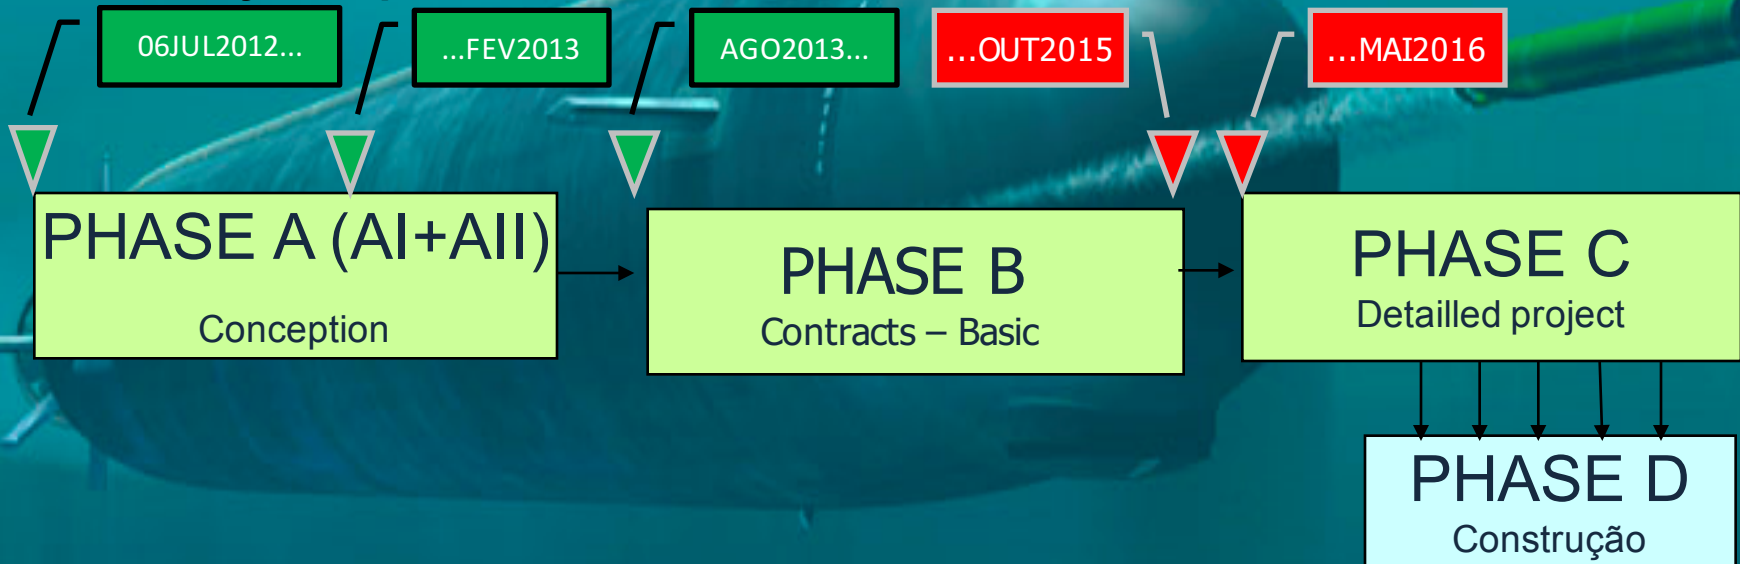 06JUL2012...
...FEV2013
AGO2013...
...OUT2015
...MAI2016
PHASE A (AI+AII)
Conception
PHASE B
Contracts – Basic
PHASE C
Detailled project
PHASE D
Construção